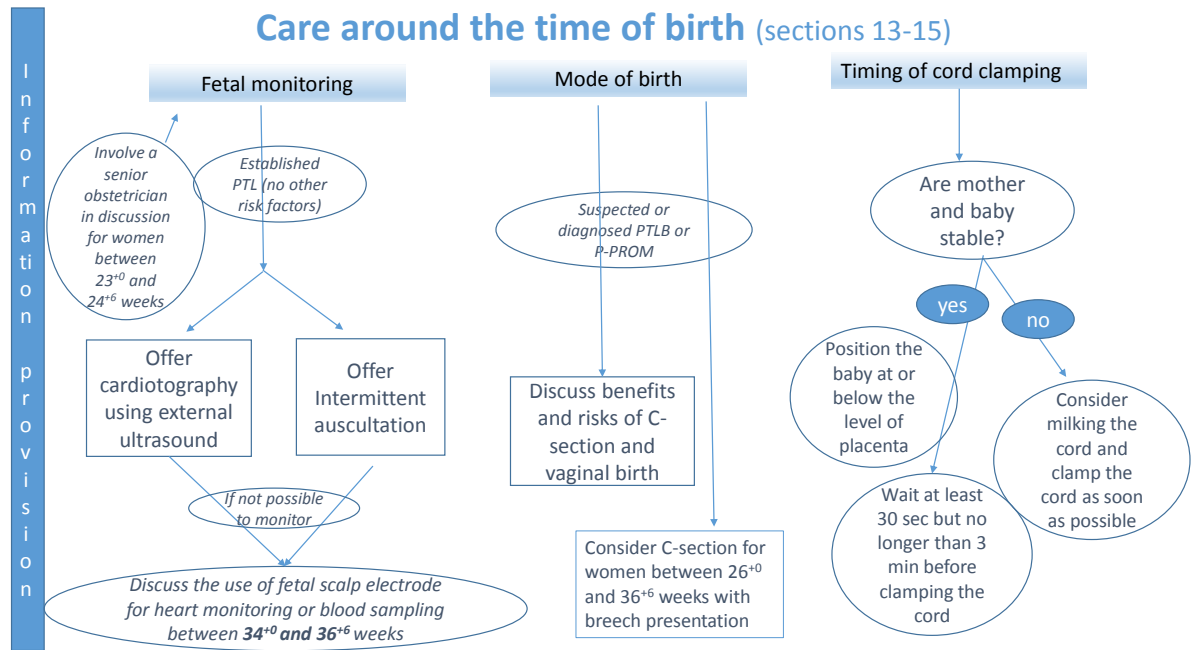 Care around the time of birth (sections 13-15)
Information provision
Fetal monitoring
Involve a
senior
obstetrician
in discussion
for women
between
23+0 and
24+6 weeks
Established
PTL (no other
risk factors)
Offer
cardiotography
using external
ultrasound
Offer
Intermittent
auscultation
If not possible
to monitor
Discuss the use of fetal scalp electrode
for heart monitoring or blood sampling
between 34+0 and 36+6 weeks
Mode of birth
Suspected or
diagnosed PTLB or
P-PROM
Discuss benefits
and risks of C-
section and
vaginal birth
Consider C-section for
women between 26+0
and 36+6 weeks with
breech presentation
Timing of cord clamping
Are mother
and baby
stable?
yes
no
Position the
baby at or
below the
level of
placenta
Wait at least
30 sec but no
longer than 3
min before
clamping the
cord
Consider
milking the
cord and
clamp the
cord as soon
as possible